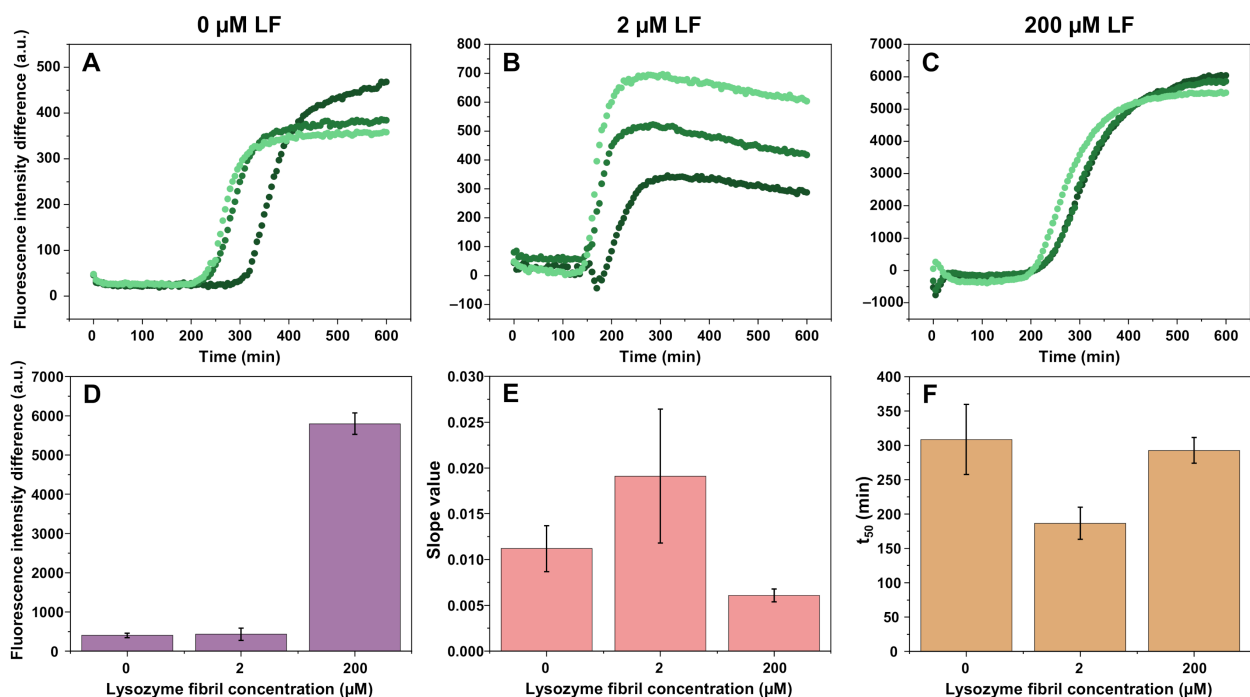 0 µM LF
2 µM LF
200 µM LF
A
Fluorescence intensity difference (a.u.)
500
400
300
200
100
0
0 100 200 300 400 500 600
Time (min)
B
800
700
600
500
400
300
200
100
0
–100
0 100 200 300 400 500 600
Time (min)
C
7000
6000
5000
4000
3000
2000
1000
0
–1000
0 100 200 300 400 500 600
Time (min)
D
Fluorescence intensity difference (a.u.)
7000
6000
5000
4000
3000
2000
1000
0
0 2 200
Lysozyme fibril concentration (µM)
E
Slope value
0.030
0.025
0.020
0.015
0.010
0.005
0.000
0 2 200
Lysozyme fibril concentration (µM)
F
t50 (min)
400
350
300
250
200
150
100
50
0
0 2 200
Lysozyme fibril concentration (µM)